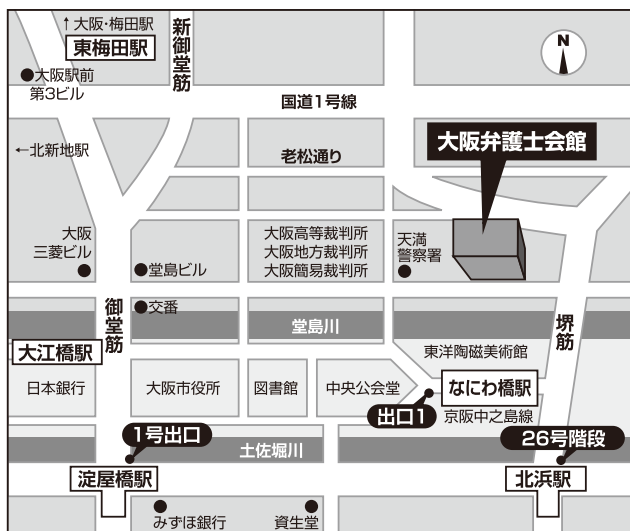 ↑大阪・梅田駅
東梅田駅
新御堂筋
N
●大阪駅前
第3ビル
国道1号線
大阪弁護士会館
←北新地駅
老松通り
大阪
三菱ビル
堂島ビル
大阪高等裁判所
大阪地方裁判所
大阪簡易裁判所
天満
警察署
御堂筋
交番
堂島川
堺筋
大江橋駅
東洋陶磁美術館
日本銀行
大阪市役所
図書館
中央公会堂
なにわ橋駅
出口1
京阪中之島線
1号出口
土佐堀川
26号階段
淀屋橋駅
北浜駅
みずほ銀行
資生堂